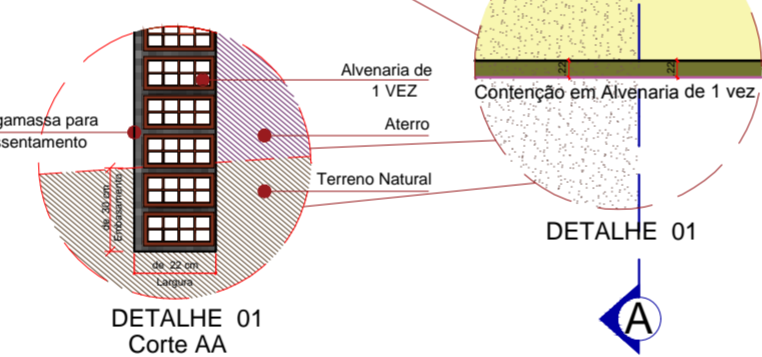 Alvenaria de
1 VEZ
Aterro
Terreno Natural
gamassa para
sentamento
de 30 cm
Embasamento
de 22 cm
Largura
DETALHE 01
Corte AA
.22
.22
Contenção em Alvenaria de 1 vez
DETALHE 01
A